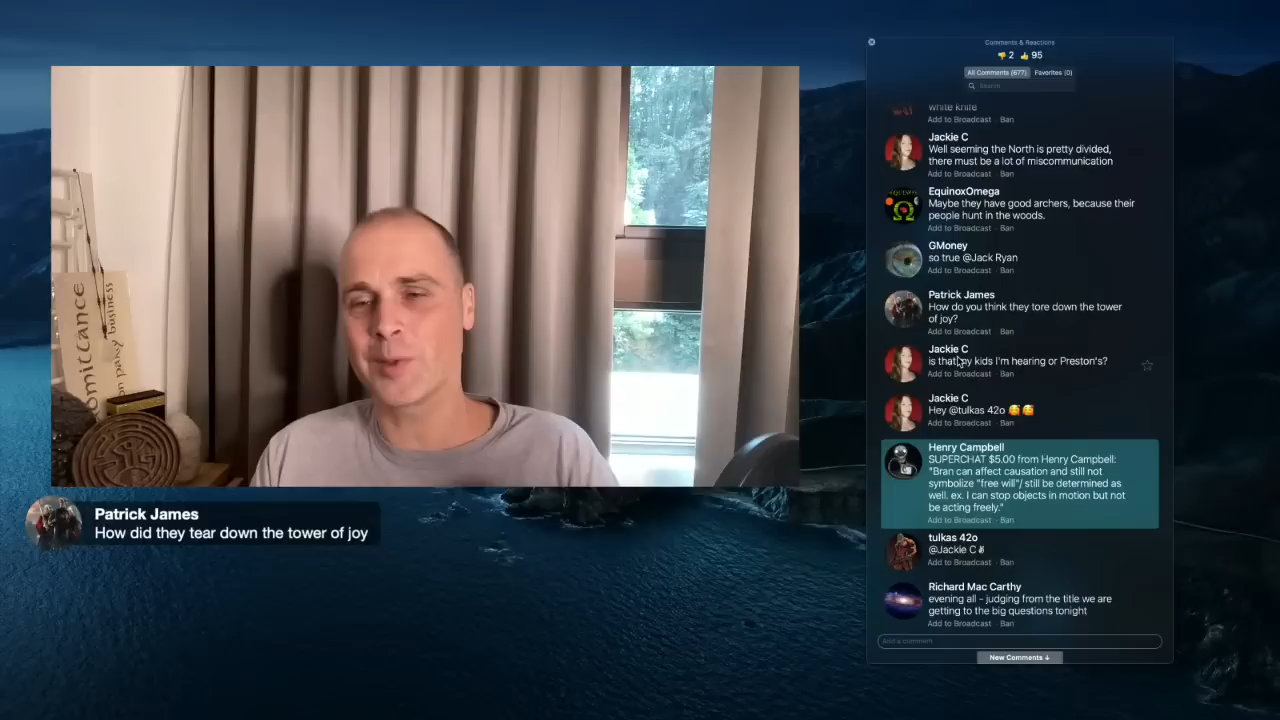 ADMITTANCE
on party business
Patrick James
How did they tear down the tower of joy
Comments & Reactions
👎 2 👍 95
All Comments (677) Favorites (0)
Search
white knife
Add to Broadcast - Ban
Jackie C
Well seeming the North is pretty divided,
there must be a lot of miscommunication
Add to Broadcast - Ban
EquinoxOmega
Maybe they have good archers, because their
people hunt in the woods.
Add to Broadcast - Ban
GMoney
so true @Jack Ryan
Add to Broadcast - Ban
Patrick James
How do you think they tore down the tower
of joy?
Add to Broadcast - Ban
Jackie C
is that my kids I'm hearing or Preston's?
Add to Broadcast - Ban
Jackie C
Hey @tulkas 42o 🥰 🥰
Add to Broadcast - Ban
Henry Campbell
SUPERCHAT $5.00 from Henry Campbell:
"Bran can affect causation and still not
symbolize "free will"/ still be determined as
well. ex. I can stop objects in motion but not
be acting freely."
Add to Broadcast - Ban
tulkas 42o
@Jackie C✌
Add to Broadcast - Ban
Richard Mac Carthy
evening all - judging from the title we are
getting to the big questions tonight
Add to Broadcast - Ban
Add a comment
New Comments ↓